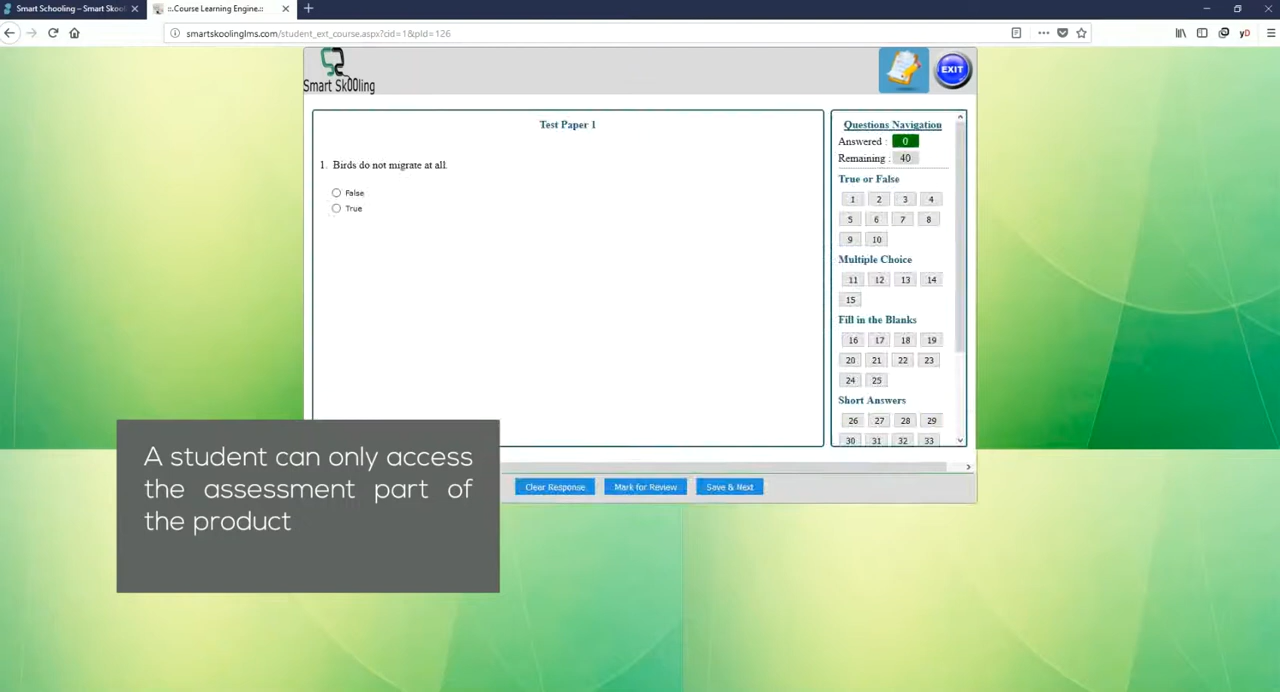 Smart Schooling – Smart Skool
::.Course Learning Engine.::
smartskoolinglms.com/student_ext_course.aspx?cid=1&pId=126
yD
Smart Sk00ling
EXIT
Test Paper 1
1. Birds do not migrate at all.
False
True
Questions Navigation
Answered : 0
Remaining : 40
True or False
1 2 3 4
5 6 7 8
9 10
Multiple Choice
11 12 13 14
15
Fill in the Blanks
16 17 18 19
20 21 22 23
24 25
Short Answers
26 27 28 29
30 31 32 33
Clear Response Mark for Review Save & Next
A student can only access
the assessment part of
the product